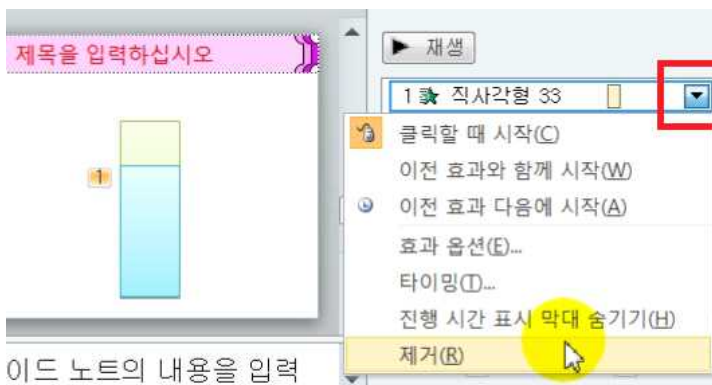 제목을 입력하십시오
재생
1 직사각형 33
클릭할 때 시작(C)
이전 효과와 함께 시작(W)
1
이전 효과 다음에 시작(A)
효과 옵션(E)...
타이밍(T)...
진행 시간 표시 막대 숨기기(H)
제거(R)
이드 노트의 내용을 입력